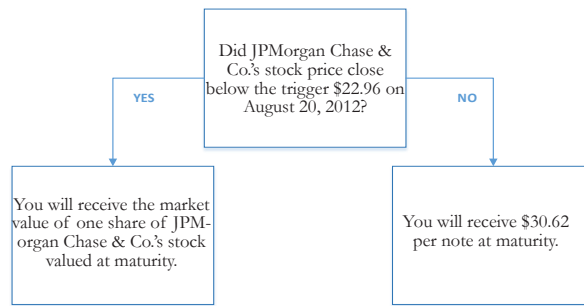 Did JPMorgan Chase &
Co.'s stock price close
below the trigger $22.96 on
August 20, 2012?
YES
NO
You will receive the market
value of one share of JPM-
organ Chase & Co.'s stock
valued at maturity.
You will receive $30.62
per note at maturity.